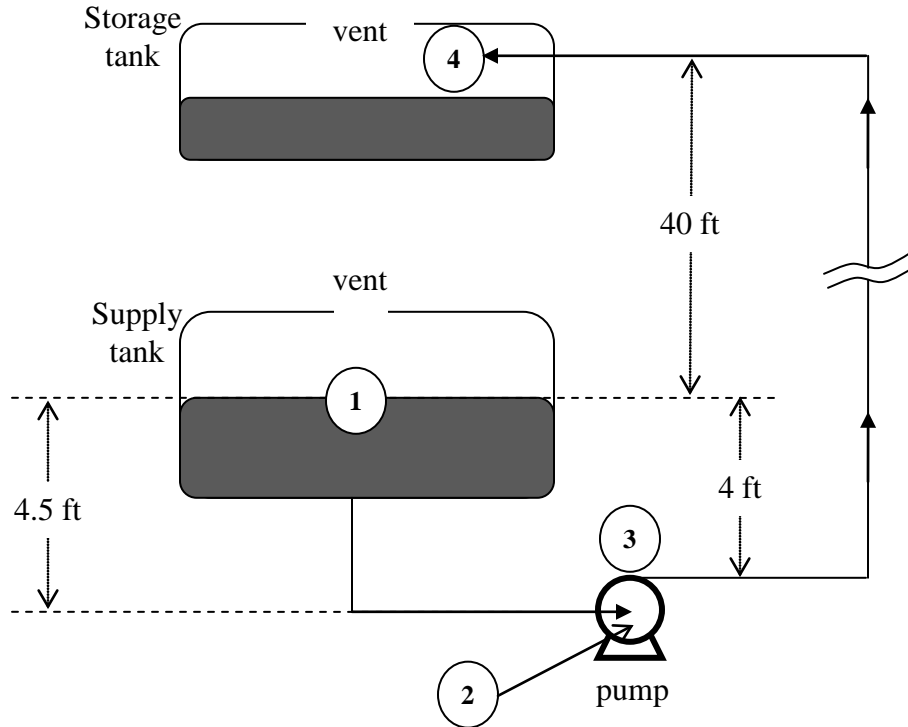 Storage
tank
vent
4
40 ft
vent
Supply
tank
1
4.5 ft
4 ft
3
2
pump